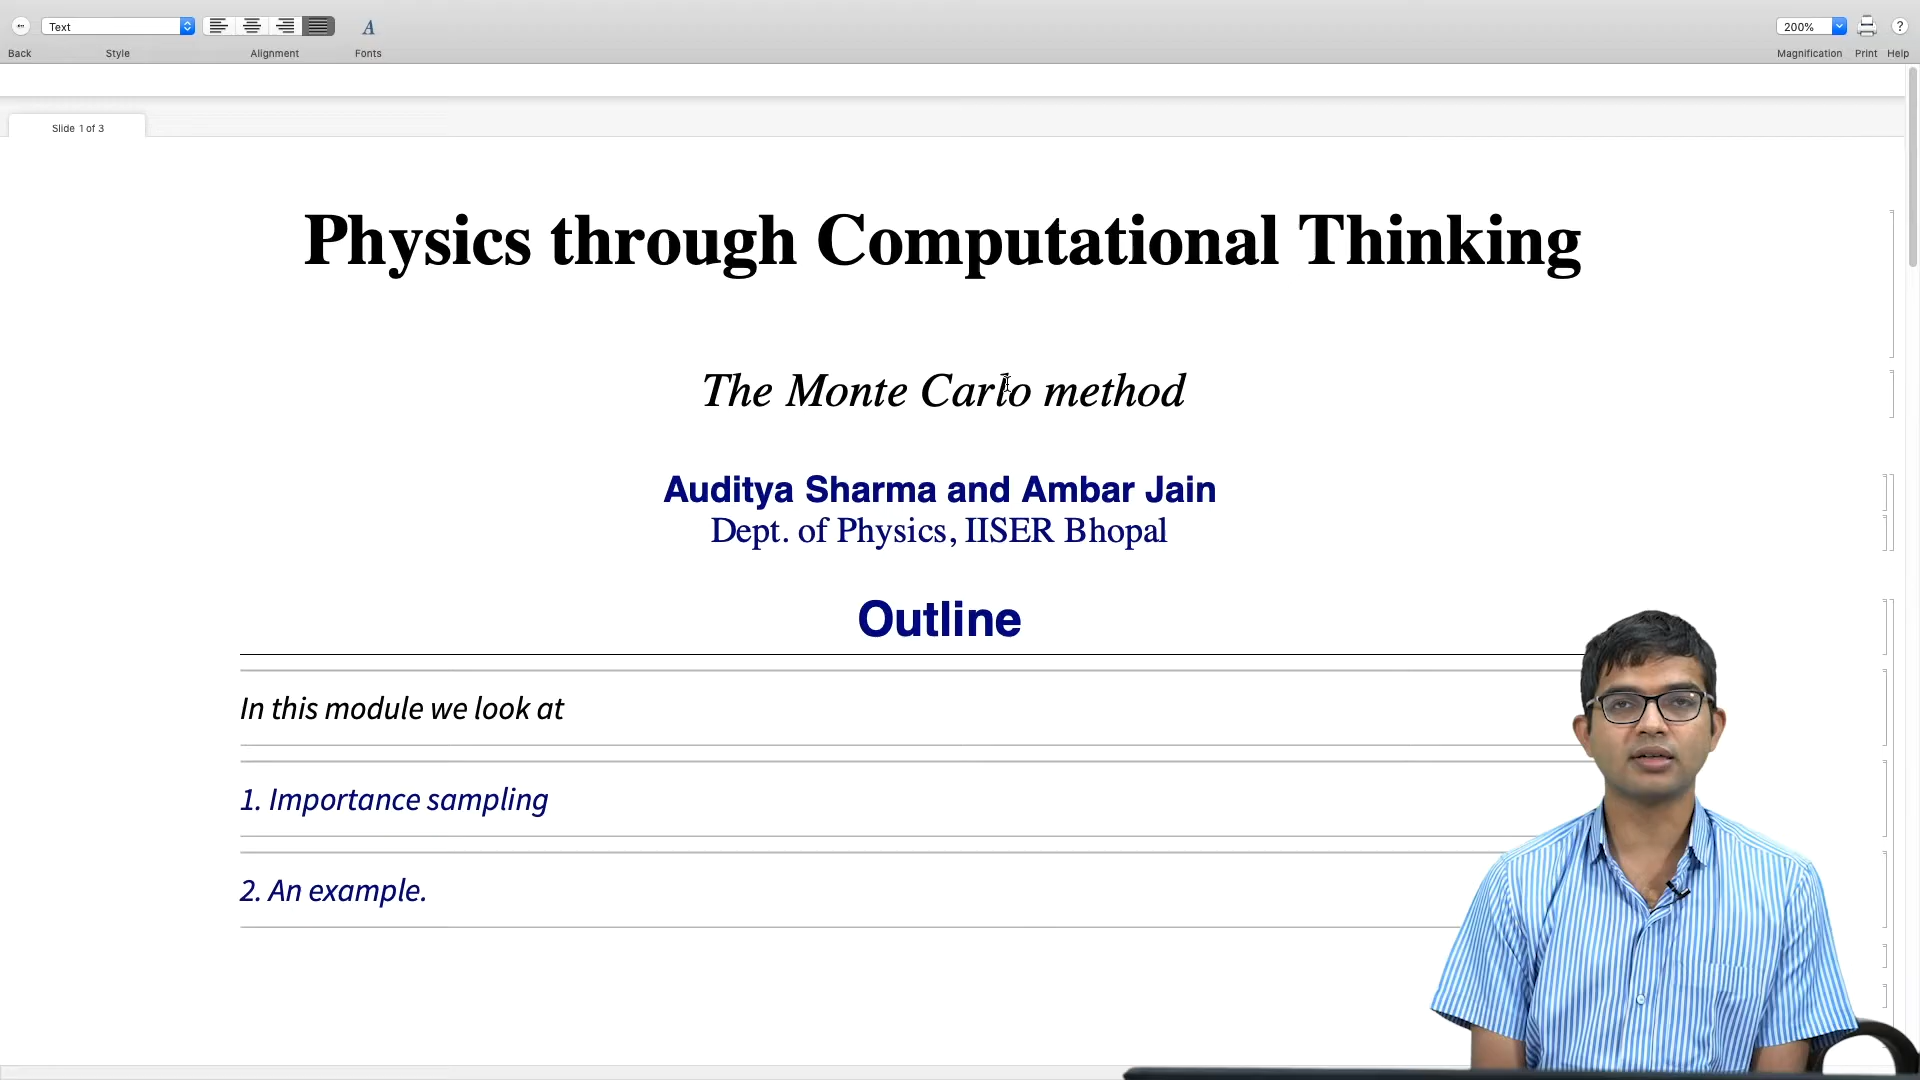 Text
200%
Back
Style
Alignment
Fonts
Magnification
Print
Help
Slide 1 of 3
Physics through Computational Thinking
The Monte Carlo method
Auditya Sharma and Ambar Jain
Dept. of Physics, IISER Bhopal
Outline
In this module we look at
1. Importance sampling
2. An example.